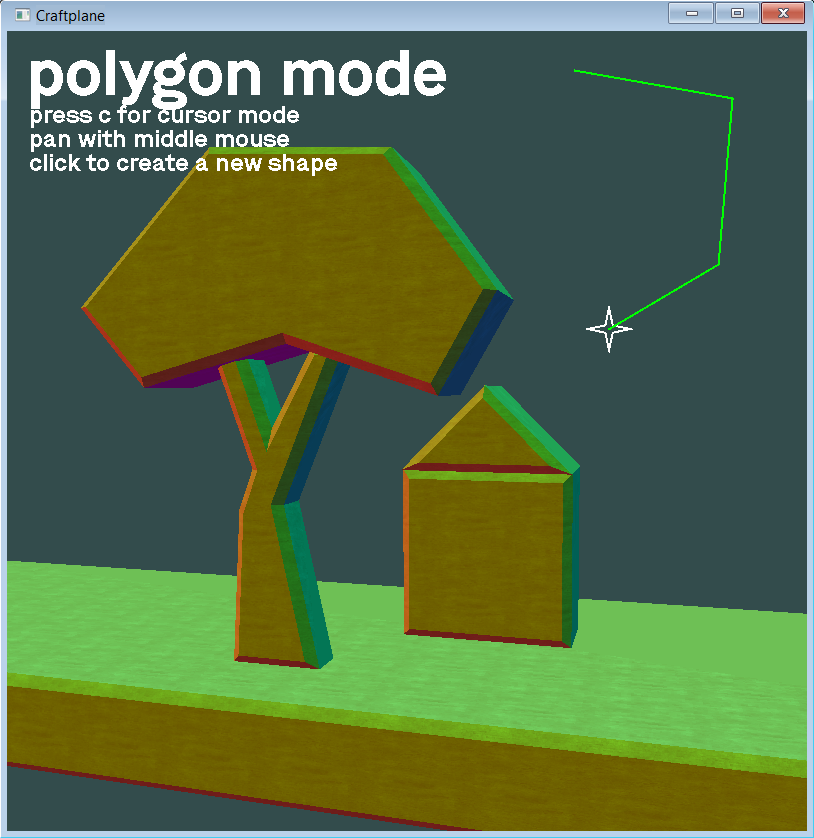 Craftplane
polygon mode
press c for cursor mode
pan with middle mouse
click to create a new shape